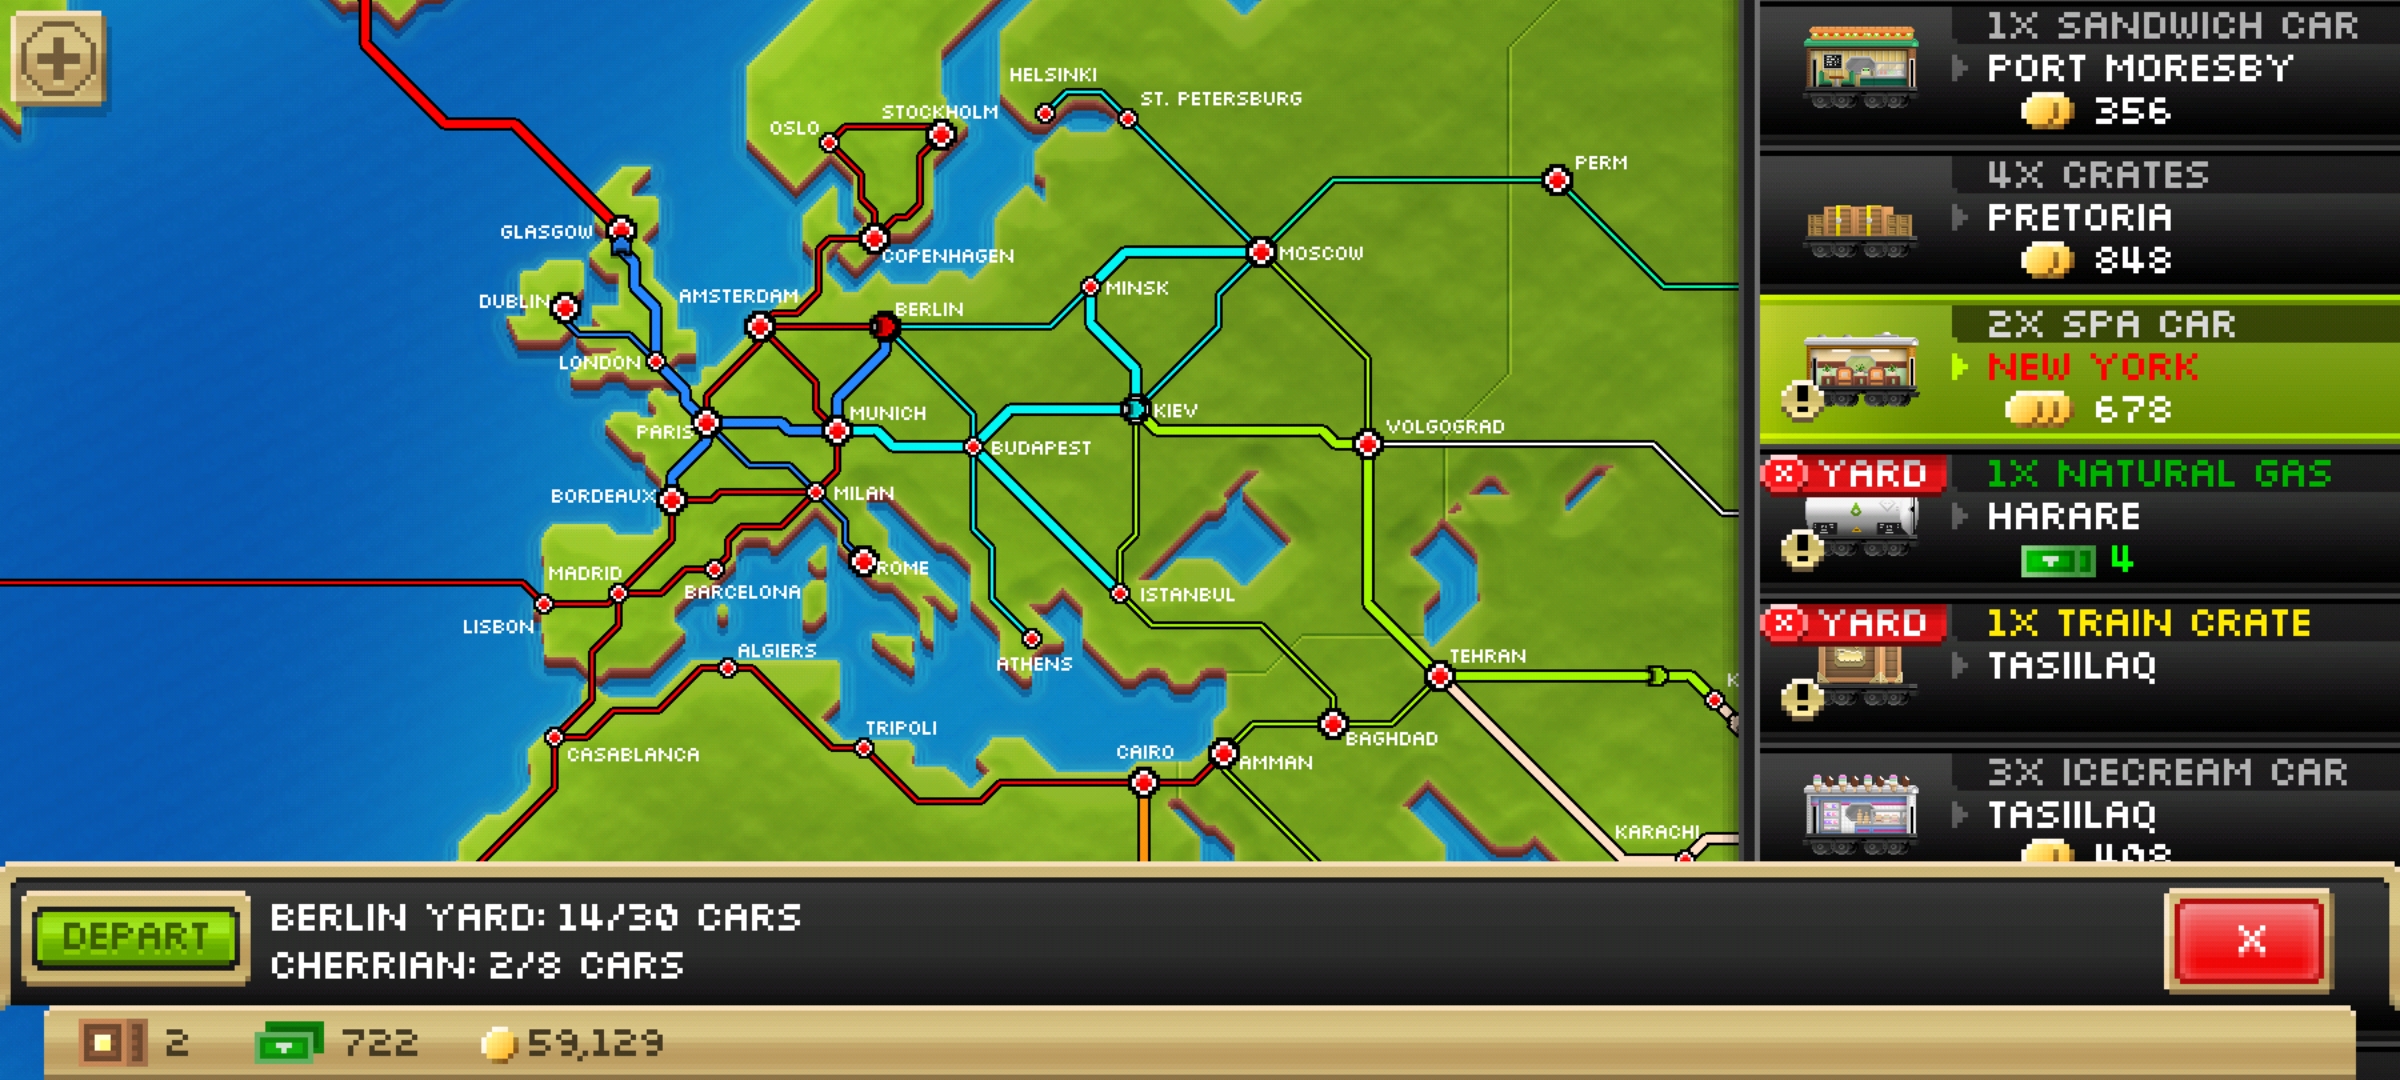 HELSINKI
ST. PETERSBURG
STOCKHOLM
OSLO
PERM
GLASGOW
COPENHAGEN
MOSCOW
MINSK
DUBLIN
AMSTERDAM
BERLIN
LONDON
MUNICH
KIEV
PARIS
VOLGOGRAD
BUDAPEST
BORDEAUX
MILAN
ROME
MADRID
BARCELONA
ISTANBUL
LISBON
ALGIERS
ATHENS
TEHRAN
K
TRIPOLI
CASABLANCA
CAIRO
BAGHDAD
AMMAN
KARACHI
1X SANDWICH CAR
PORT MORESBY
356
4X CRATES
PRETORIA
848
2X SPA CAR
NEW YORK
678
YARD
1X NATURAL GAS
HARARE
4
YARD
1X TRAIN CRATE
TASIILAQ
3X ICECREAM CAR
TASIILAQ
408
DEPART
BERLIN YARD: 14/30 CARS
CHERRIAN: 2/8 CARS
X
2
722
59,129